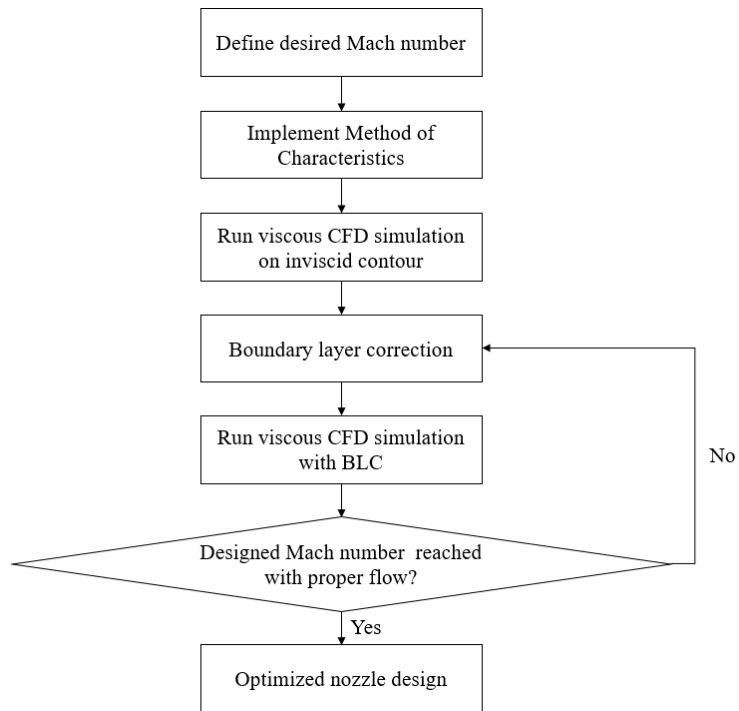 Define desired Mach number
Implement Method of
Characteristics
Run viscous CFD simulation
on inviscid contour
Boundary layer correction
Run viscous CFD simulation
with BLC
No
Designed Mach number reached
with proper flow?
Yes
Optimized nozzle design